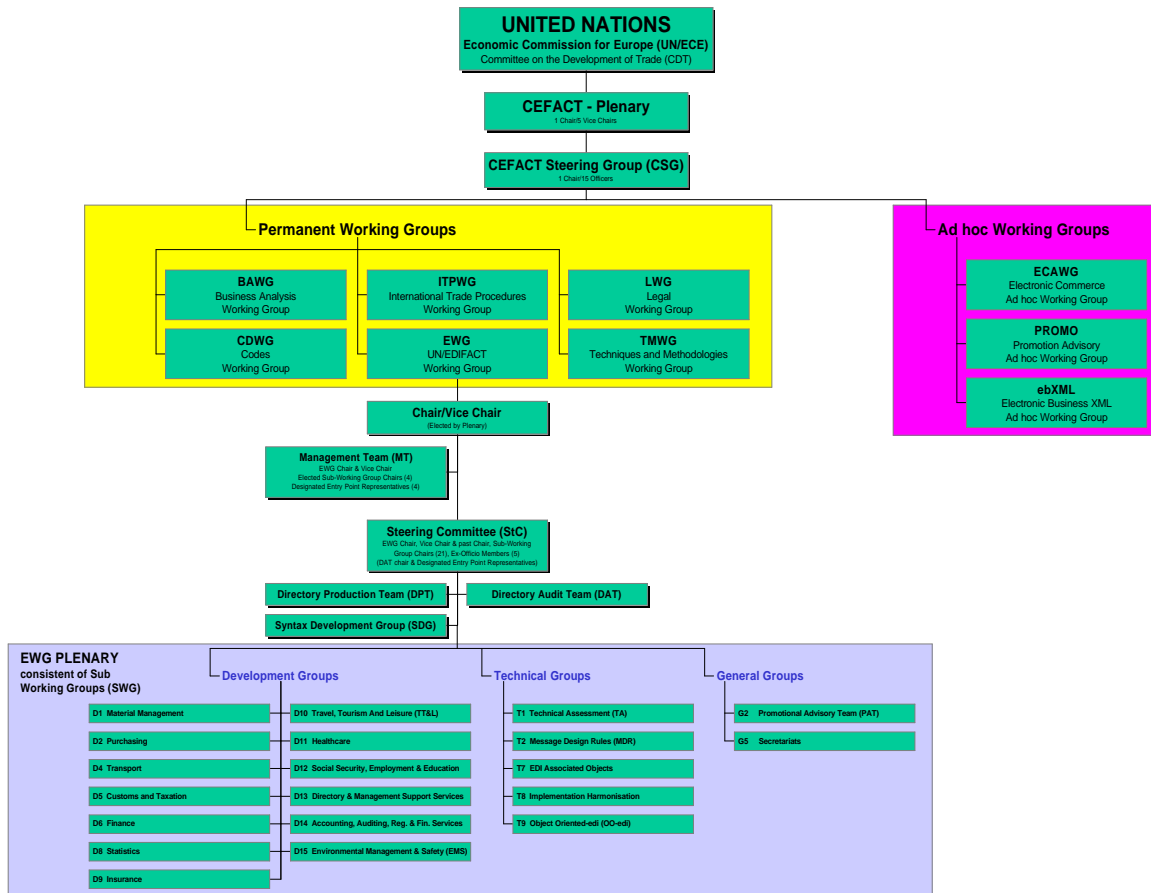 UNITED NATIONS
Economic Commission for Europe (UN/ECE)
Committee on the Development of Trade (CDT)
CEFACT - Plenary
1 Chair/5 Vice Chairs
CEFACT Steering Group (CSG)
1 Chair/15 Officers
Permanent Working Groups
BAWG
Business Analysis
Working Group
ITPWG
International Trade Procedures
Working Group
LWG
Legal
Working Group
CDWG
Codes
Working Group
EWG
UN/EDIFACT
Working Group
TMWG
Techniques and Methodologies
Working Group
Ad hoc Working Groups
ECAWG
Electronic Commerce
Ad hoc Working Group
PROMO
Promotion Advisory
Ad hoc Working Group
ebXML
Electronic Business XML
Ad hoc Working Group
Chair/Vice Chair
(Elected by Plenary)
Management Team (MT)
EWG Chair & Vice Chair
Elected Sub-Working Group Chairs (4)
Designated Entry Point Representatives (4)
Steering Committee (StC)
EWG Chair, Vice Chair & past Chair, Sub-Working
Group Chairs (21), Ex-Officio Members (5)
(DAT chair & Designated Entry Point Representatives)
Directory Production Team (DPT)
Directory Audit Team (DAT)
Syntax Development Group (SDG)
EWG PLENARY
consistent of Sub
Working Groups (SWG)
Development Groups
D1 Material Management
D2 Purchasing
D4 Transport
D5 Customs and Taxation
D6 Finance
D8 Statistics
D9 Insurance
D10 Travel, Tourism And Leisure (TT&L)
D11 Healthcare
D12 Social Security, Employment & Education
D13 Directory & Management Support Services
D14 Accounting, Auditing, Reg. & Fin. Services
D15 Environmental Management & Safety (EMS)
Technical Groups
T1 Technical Assessment (TA)
T2 Message Design Rules (MDR)
T7 EDI Associated Objects
T8 Implementation Harmonisation
T9 Object Oriented-edi (OO-edi)
General Groups
G2 Promotional Advisory Team (PAT)
G5 Secretariats